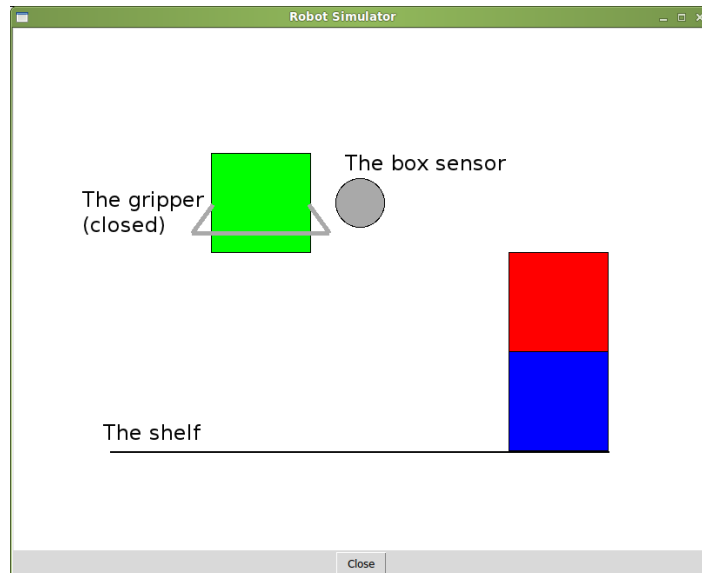 Robot Simulator
The box sensor
The gripper
(closed)
The shelf
Close